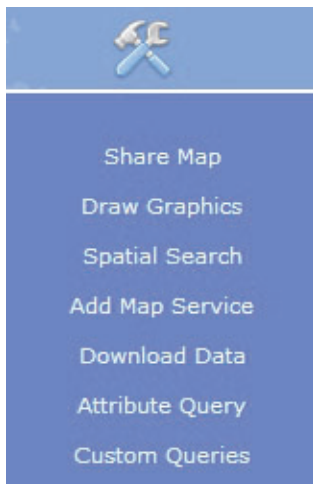 Share Map
Draw Graphics
Spatial Search
Add Map Service
Download Data
Attribute Query
Custom Queries